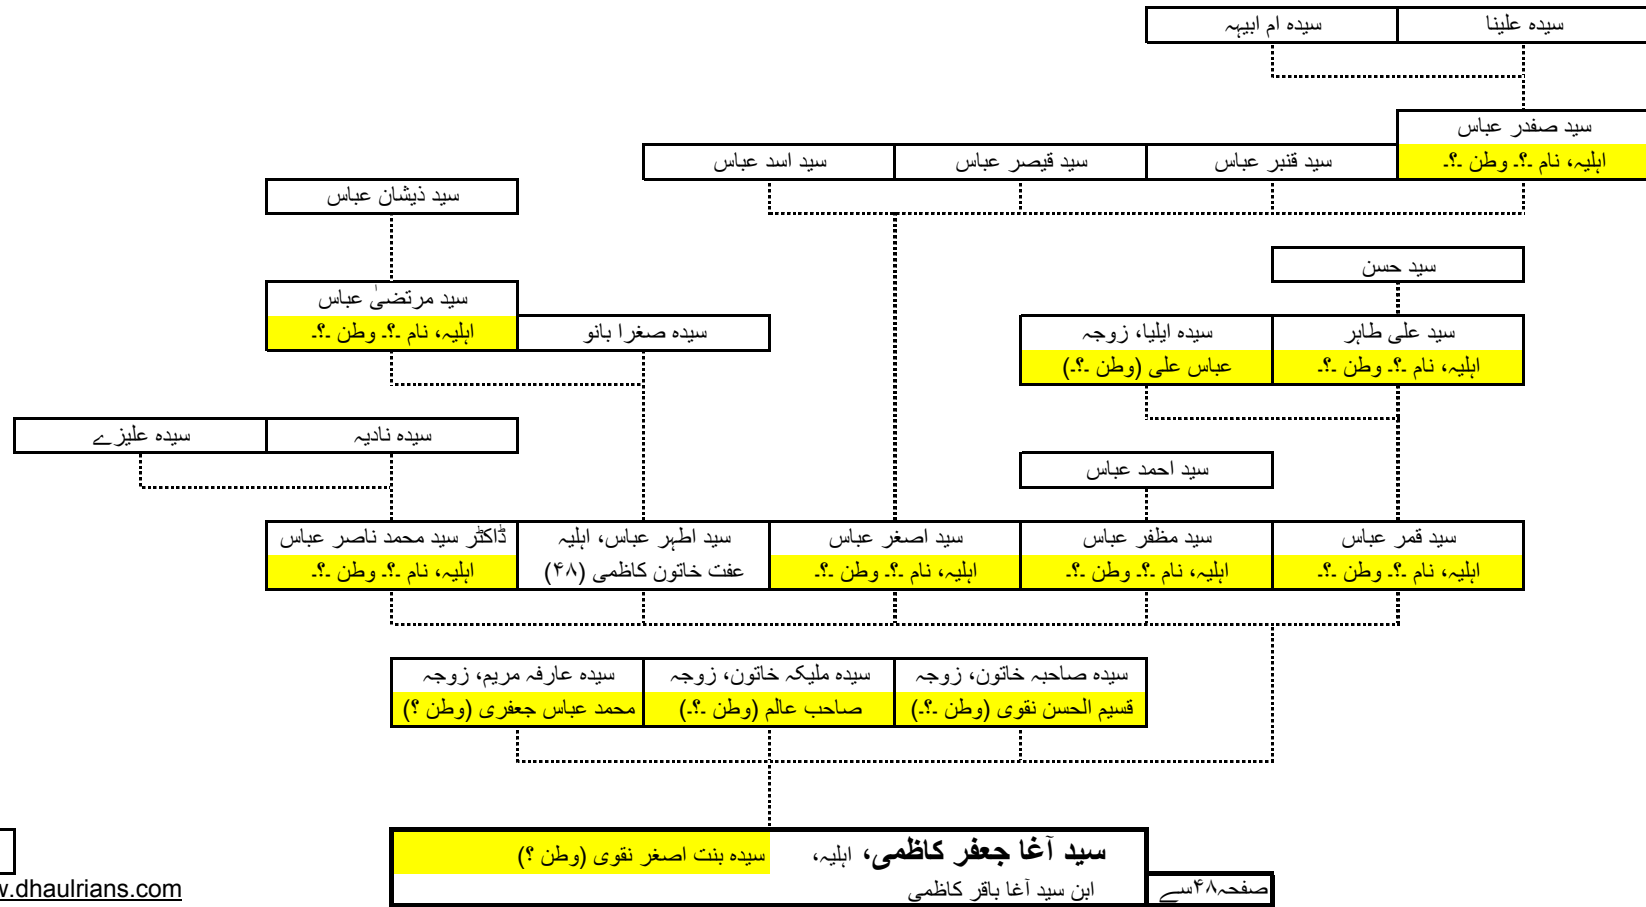 سیدہ علینا
سیدہ ام ابیہہ
سید صفدر عباس
اہلیہ، نام ۔؟۔ وطن ۔؟۔
سید قنبر عباس
سید قیصر عباس
سید اسد عباس
سید ذیشان عباس
سید حسن
سید مرتضیٰ عباس
اہلیہ، نام ۔؟۔ وطن ۔؟۔
سیدہ صغرا بانو
سید علی طاہر
اہلیہ، نام ۔؟۔ وطن ۔؟۔
سیدہ ایلیا، زوجہ
عباس علی (وطن ۔؟۔)
سیدہ نادیہ
سیدہ علیزے
سید احمد عباس
سید قمر عباس
اہلیہ، نام ۔؟۔ وطن ۔؟۔
سید مظفر عباس
اہلیہ، نام ۔؟۔ وطن ۔؟۔
سید اصغر عباس
اہلیہ، نام ۔؟۔ وطن ۔؟۔
سید اطہر عباس، اہلیہ
عفت خاتون کاظمی (۴۸)
ڈاکٹر سید محمد ناصر عباس
اہلیہ، نام ۔؟۔ وطن ۔؟۔
سیدہ صاحبہ خاتون، زوجہ
قسیم الحسن نقوی (وطن ۔؟۔)
سیدہ ملیکہ خاتون، زوجہ
صاحب عالم (وطن ۔؟۔)
سیدہ عارفہ مریم، زوجہ
محمد عباس جعفری (وطن ؟)
سید آغا جعفر کاظمی، اہلیہ، سیدہ بنت اصغر نقوی (وطن ؟)
ابن سید آغا باقر کاظمی
صفحہ۴۸سے
w.dhaulrians.com